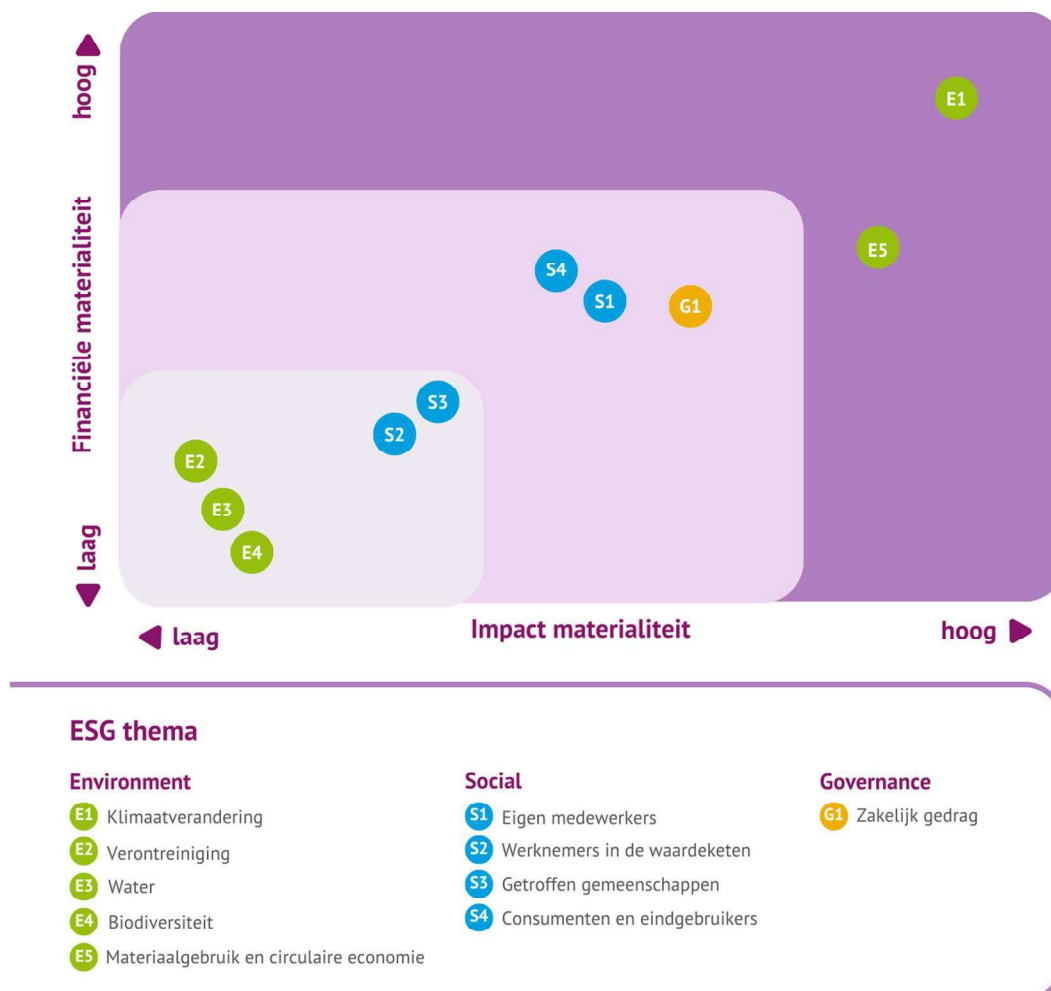 hoog
Financiële materialiteit
laag
E1
E5
S4
S1
G1
S3
S2
E2
E3
E4
laag
Impact materialiteit
hoog
ESG thema
Environment
E1 Klimaatverandering
E2 Verontreiniging
E3 Water
E4 Biodiversiteit
E5 Materiaalgebruik en circulaire economie
Social
S1 Eigen medewerkers
S2 Werknemers in de waardeketen
S3 Getroffen gemeenschappen
S4 Consumenten en eindgebruikers
Governance
G1 Zakelijk gedrag